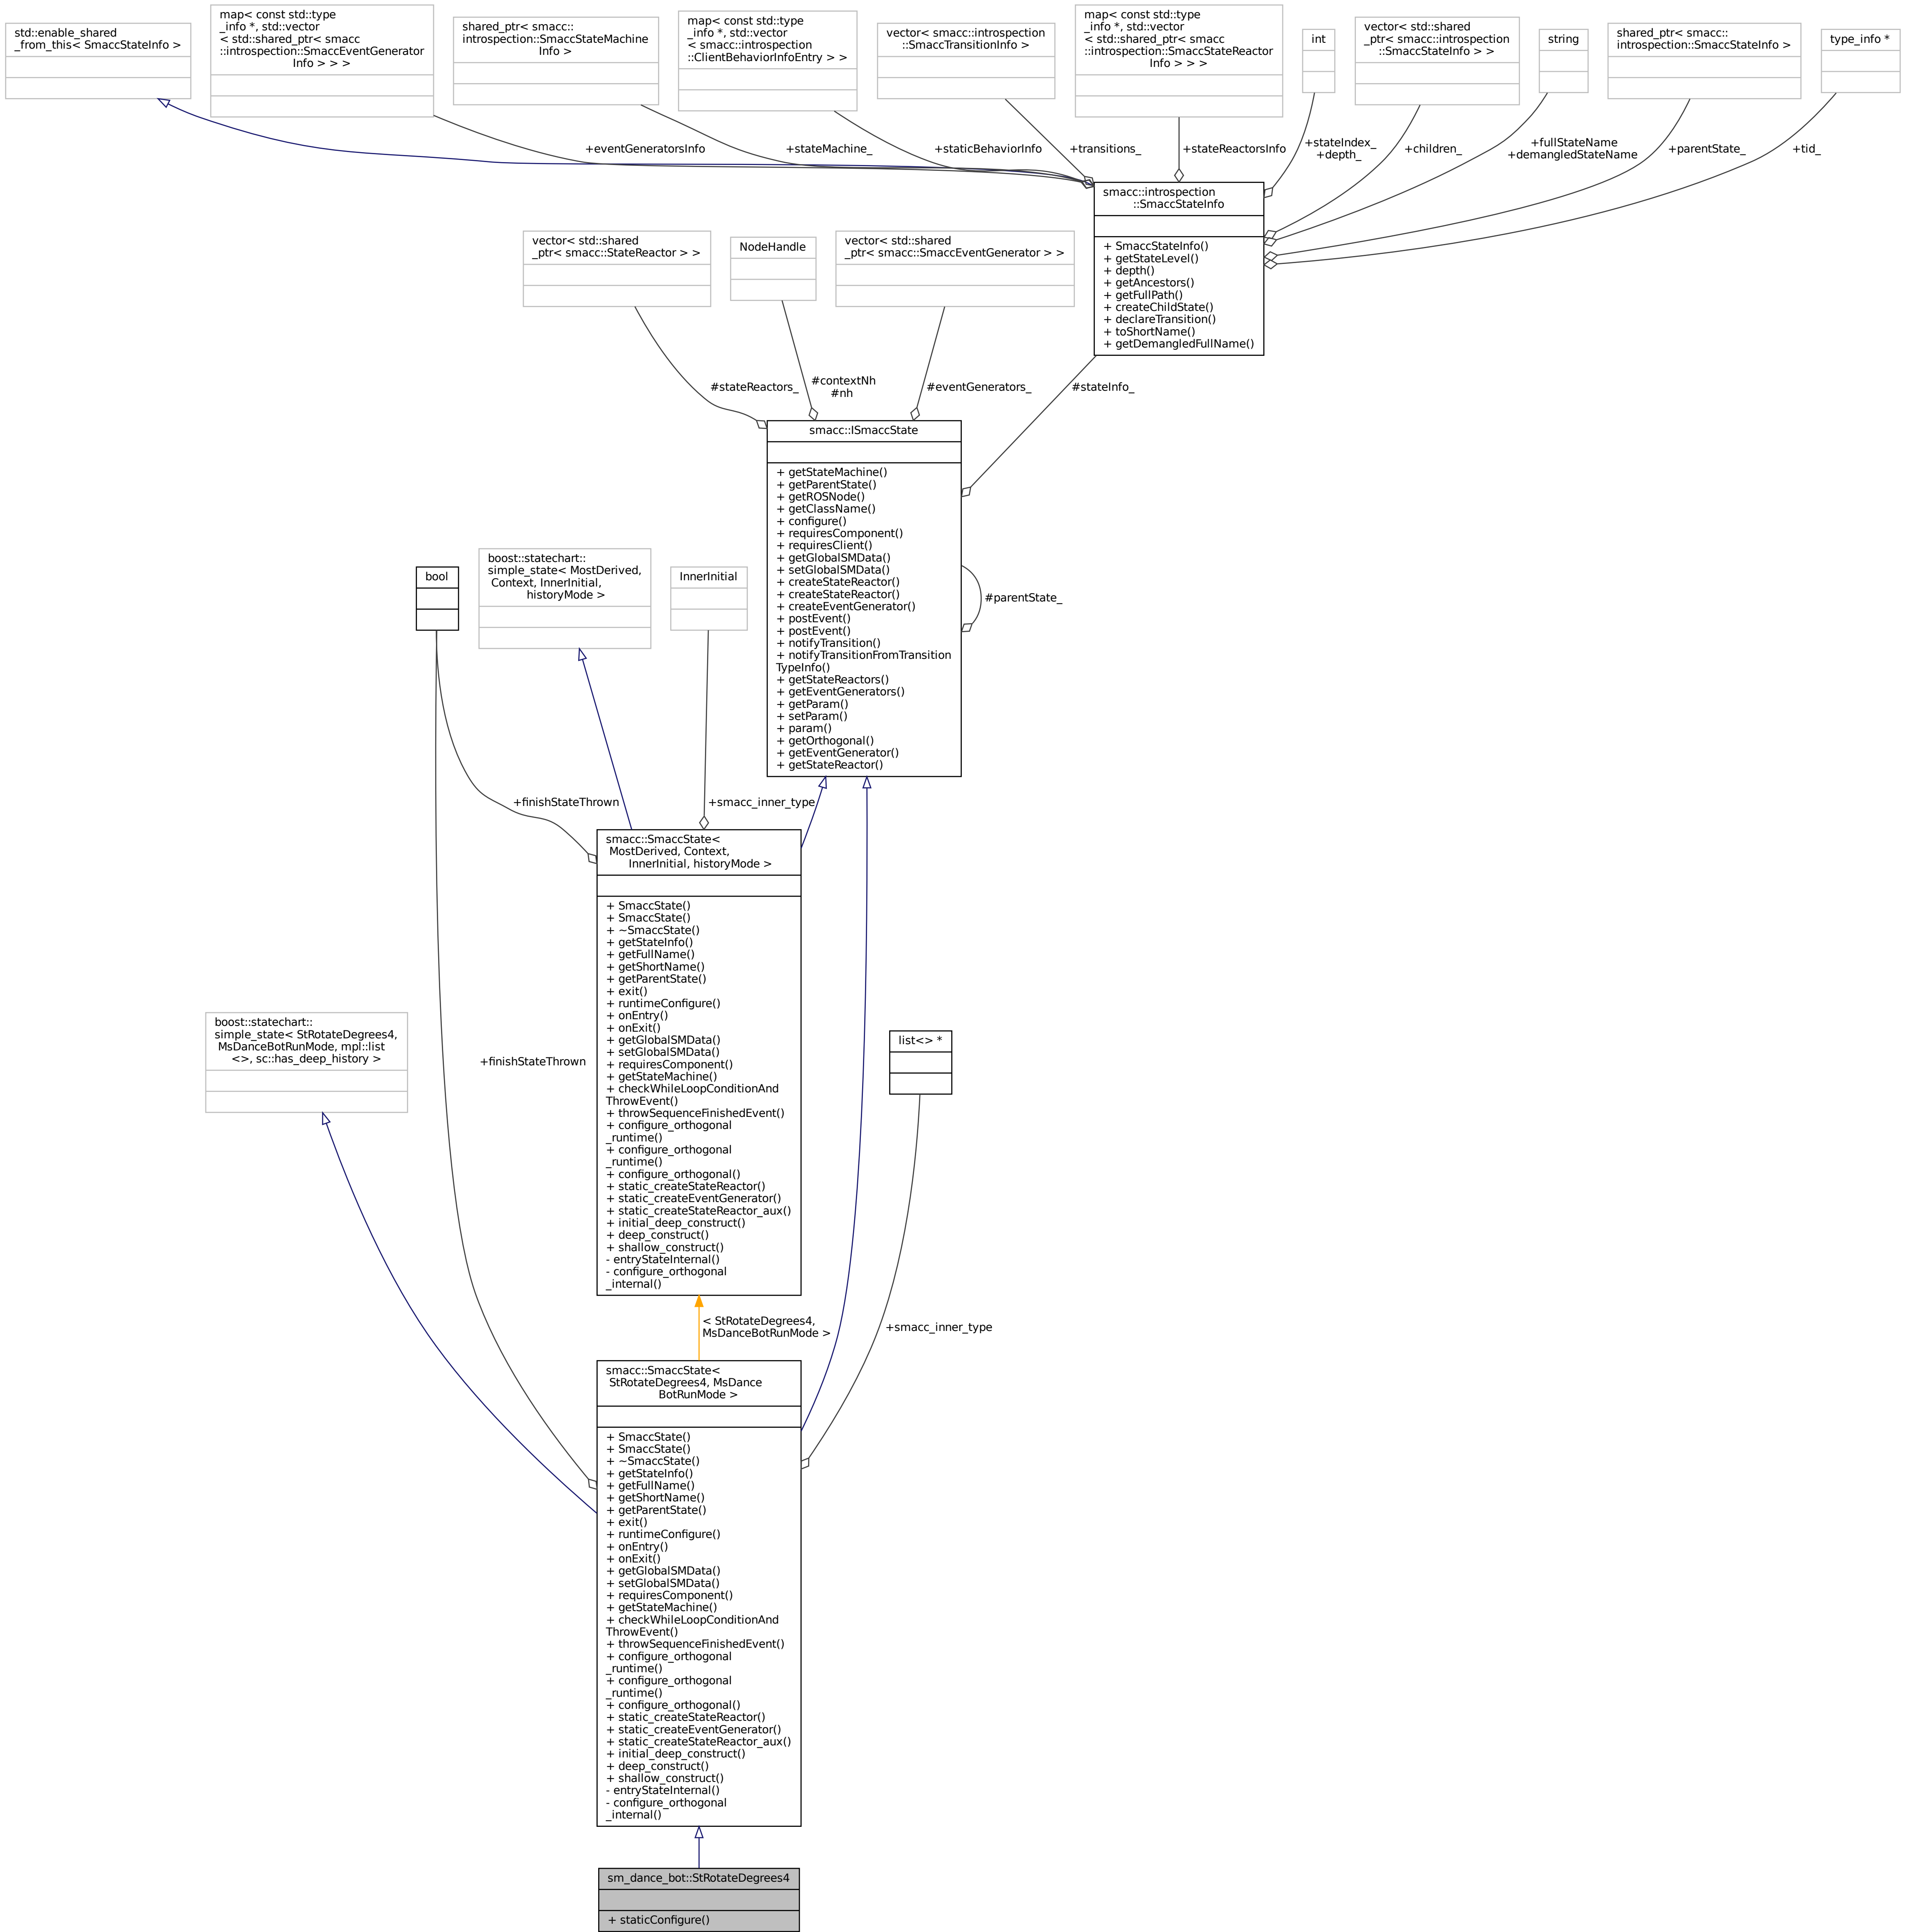 std::enable_shared
_from_this< SmaccStateInfo >
map< const std::type
_info *, std::vector
< std::shared_ptr< smacc
::introspection::SmaccEventGenerator
Info > > >
shared_ptr< smacc::
introspection::SmaccStateMachine
Info >
map< const std::type
_info *, std::vector
< smacc::introspection
::ClientBehaviorInfoEntry > >
vector< smacc::introspection
::SmaccTransitionInfo >
map< const std::type
_info *, std::vector
< std::shared_ptr< smacc
::introspection::SmaccStateReactor
Info > > >
int
vector< std::shared
_ptr< smacc::introspection
::SmaccStateInfo > >
string
shared_ptr< smacc::
introspection::SmaccStateInfo >
type_info *
+eventGeneratorsInfo
+stateMachine_
+staticBehaviorInfo
+transitions_
+stateReactorsInfo
+stateIndex_
+depth_
+children_
+fullStateName
+demangledStateName
+parentState_
+tid_
smacc::introspection
::SmaccStateInfo
+ SmaccStateInfo()
+ getStateLevel()
+ depth()
+ getAncestors()
+ getFullPath()
+ createChildState()
+ declareTransition()
+ toShortName()
+ getDemangledFullName()
vector< std::shared
_ptr< smacc::StateReactor > >
NodeHandle
vector< std::shared
_ptr< smacc::SmaccEventGenerator > >
#stateReactors_
#contextNh
#nh
#eventGenerators_
#stateInfo_
smacc::ISmaccState
+ getStateMachine()
+ getParentState()
+ getROSNode()
+ getClassName()
+ configure()
+ requiresComponent()
+ requiresClient()
+ getGlobalSMData()
+ setGlobalSMData()
+ createStateReactor()
+ createStateReactor()
+ createEventGenerator()
+ postEvent()
+ postEvent()
+ notifyTransition()
+ notifyTransitionFromTransition
TypeInfo()
+ getStateReactors()
+ getEventGenerators()
+ getParam()
+ setParam()
+ param()
+ getOrthogonal()
+ getEventGenerator()
+ getStateReactor()
#parentState_
bool
boost::statechart::
simple_state< MostDerived,
Context, InnerInitial,
historyMode >
InnerInitial
+finishStateThrown
+smacc_inner_type
smacc::SmaccState<
MostDerived, Context,
InnerInitial, historyMode >
+ SmaccState()
+ SmaccState()
+ ~SmaccState()
+ getStateInfo()
+ getFullName()
+ getShortName()
+ getParentState()
+ exit()
+ runtimeConfigure()
+ onEntry()
+ onExit()
+ getGlobalSMData()
+ setGlobalSMData()
+ requiresComponent()
+ getStateMachine()
+ checkWhileLoopConditionAnd
ThrowEvent()
+ throwSequenceFinishedEvent()
+ configure_orthogonal
_runtime()
+ configure_orthogonal
_runtime()
+ configure_orthogonal()
+ static_createStateReactor()
+ static_createEventGenerator()
+ static_createStateReactor_aux()
+ initial_deep_construct()
+ deep_construct()
+ shallow_construct()
- entryStateInternal()
- configure_orthogonal
_internal()
boost::statechart::
simple_state< StRotateDegrees4,
MsDanceBotRunMode, mpl::list
<>, sc::has_deep_history >
+finishStateThrown
list<> *
< StRotateDegrees4,
MsDanceBotRunMode >
+smacc_inner_type
smacc::SmaccState<
StRotateDegrees4, MsDance
BotRunMode >
+ SmaccState()
+ SmaccState()
+ ~SmaccState()
+ getStateInfo()
+ getFullName()
+ getShortName()
+ getParentState()
+ exit()
+ runtimeConfigure()
+ onEntry()
+ onExit()
+ getGlobalSMData()
+ setGlobalSMData()
+ requiresComponent()
+ getStateMachine()
+ checkWhileLoopConditionAnd
ThrowEvent()
+ throwSequenceFinishedEvent()
+ configure_orthogonal
_runtime()
+ configure_orthogonal
_runtime()
+ configure_orthogonal()
+ static_createStateReactor()
+ static_createEventGenerator()
+ static_createStateReactor_aux()
+ initial_deep_construct()
+ deep_construct()
+ shallow_construct()
- entryStateInternal()
- configure_orthogonal
_internal()
sm_dance_bot::StRotateDegrees4
+ staticConfigure()